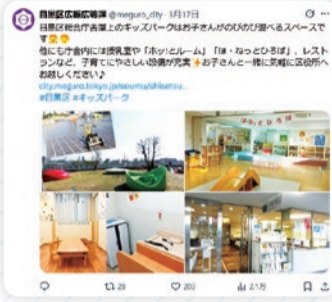 目黒区広報広聴課 @meguro_city · 3月17日
目黒区総合庁舎屋上のキッズパークはお子さんがのびのび遊べるスペースで
す
他にも庁舎内には授乳室や「ホッとルーム」「ほ・ねっとひろば」、レスト
ランなど、子育てにやさしい設備が充実✨お子さんと一緒に気軽に区役所へ
お越しください♪
city.meguro.tokyo.jp/soumu/shisetsu...
#目黒区 #キッズパーク
203
2.1万